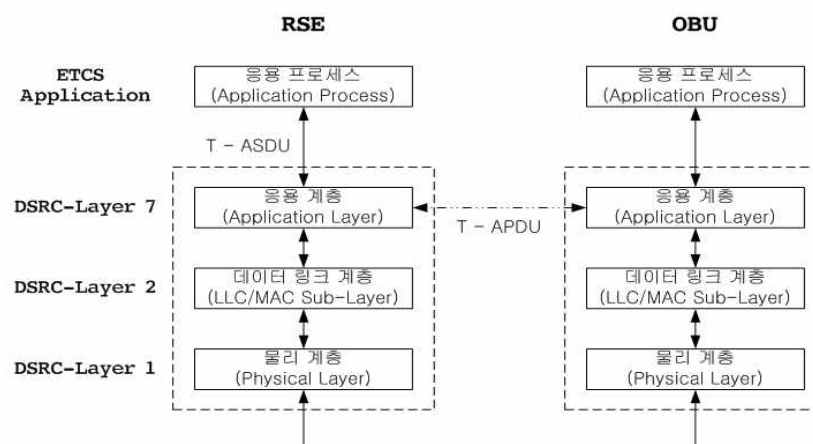 RSE OBU
ETCS
Application
응용 프로세스
(Application Process)
응용 프로세스
(Application Process)
T - ASDU
DSRC-Layer 7
응용 계층
(Application Layer)
T - APDU
응용 계층
(Application Layer)
DSRC-Layer 2
데이터 링크 계층
(LLC/MAC Sub-Layer)
데이터 링크 계층
(LLC/MAC Sub-Layer)
DSRC-Layer 1
물리 계층
(Physical Layer)
물리 계층
(Physical Layer)